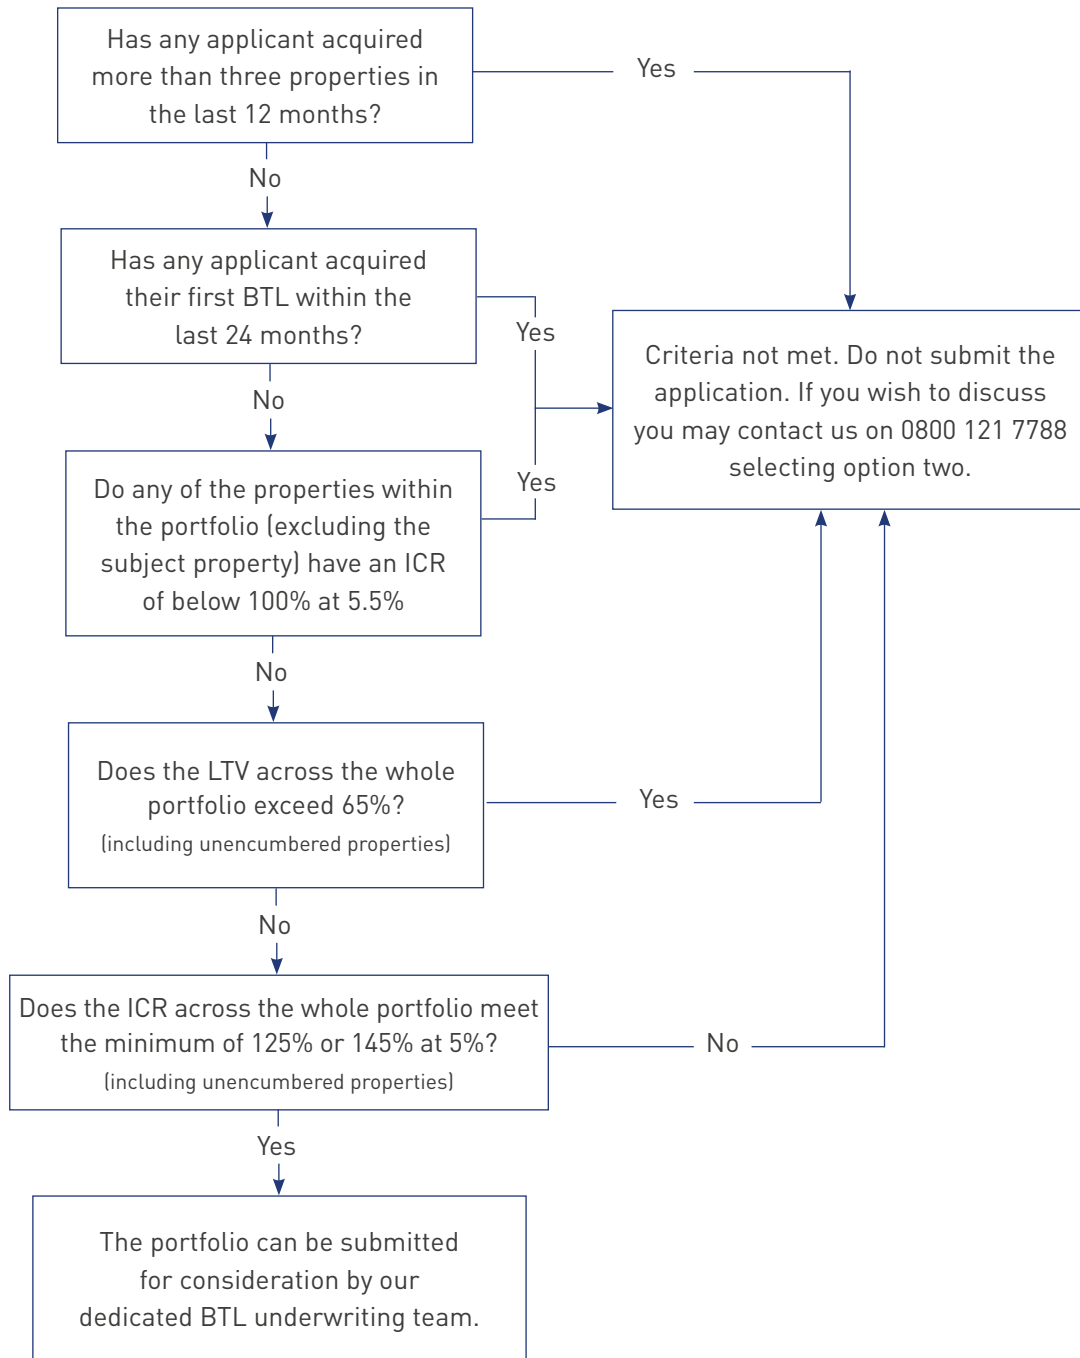 Has any applicant acquired
more than three properties in
the last 12 months?
Yes
No
Has any applicant acquired
their first BTL within the
last 24 months?
Yes
Criteria not met. Do not submit the
application. If you wish to discuss
you may contact us on 0800 121 7788
selecting option two.
No
Do any of the properties within
the portfolio (excluding the
subject property) have an ICR
of below 100% at 5.5%
Yes
No
Does the LTV across the whole
portfolio exceed 65%?
(including unencumbered properties)
Yes
No
Does the ICR across the whole portfolio meet
the minimum of 125% or 145% at 5%?
(including unencumbered properties)
No
Yes
The portfolio can be submitted
for consideration by our
dedicated BTL underwriting team.